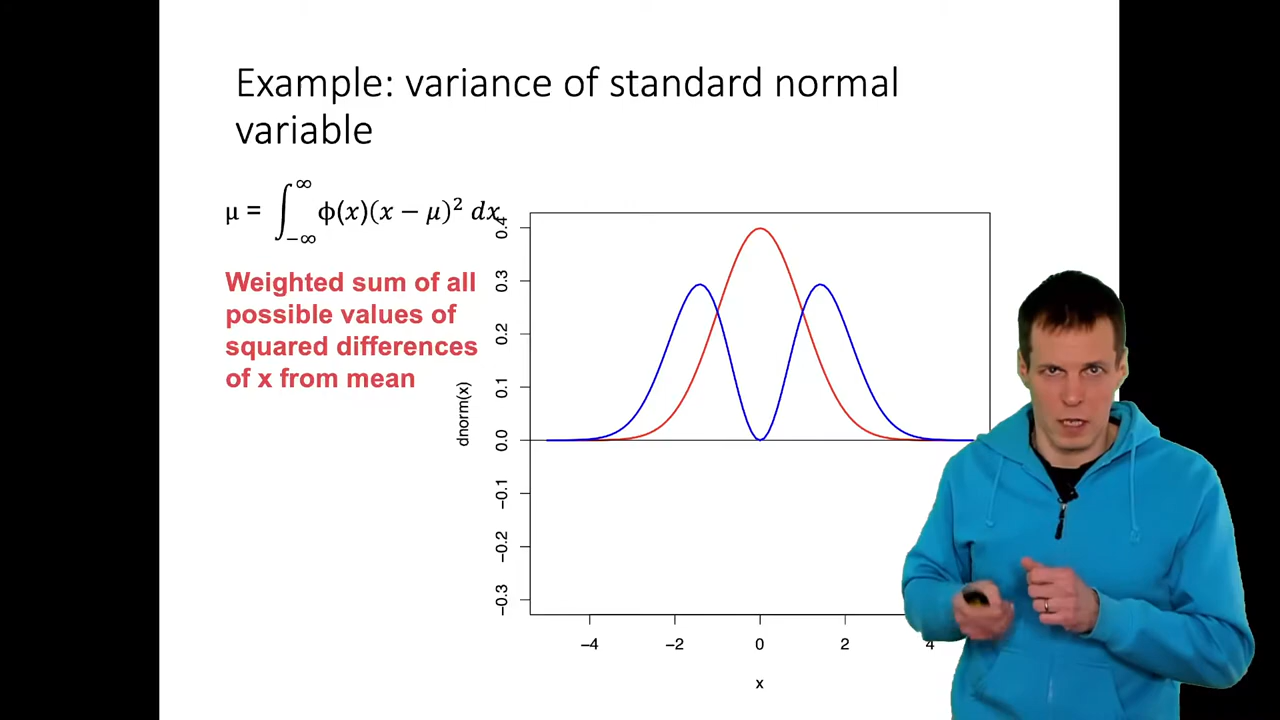 Example: variance of standard normal
variable
μ = ∫_{−∞}^{∞} ϕ(x)(x − μ)² dx
Weighted sum of all
possible values of
squared differences
of x from mean
dnorm(x)
0.4
0.3
0.2
0.1
0.0
−0.1
−0.2
−0.3
−4
−2
0
2
4
x